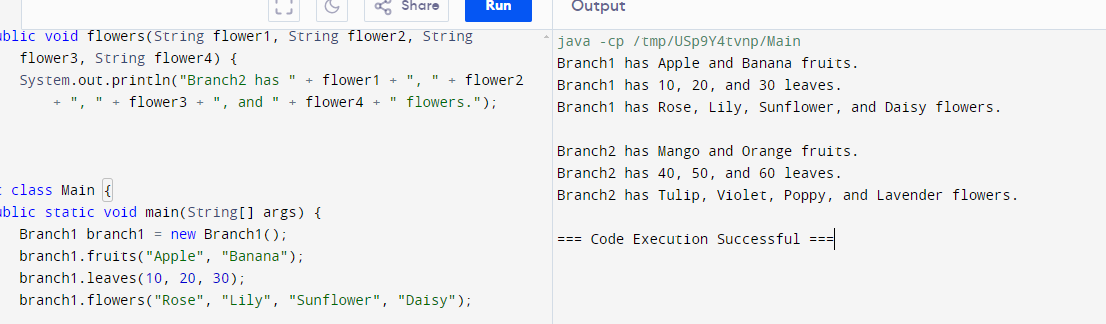 Share
Run
Output
ublic void flowers(String flower1, String flower2, String
flower3, String flower4) {
System.out.println("Branch2 has " + flower1 + ", " + flower2
+ ", " + flower3 + ", and " + flower4 + " flowers.");
t class Main {
ublic static void main(String[] args) {
Branch1 branch1 = new Branch1();
branch1.fruits("Apple", "Banana");
branch1.leaves(10, 20, 30);
branch1.flowers("Rose", "Lily", "Sunflower", "Daisy");
java -cp /tmp/USp9Y4tvnp/Main
Branch1 has Apple and Banana fruits.
Branch1 has 10, 20, and 30 leaves.
Branch1 has Rose, Lily, Sunflower, and Daisy flowers.
Branch2 has Mango and Orange fruits.
Branch2 has 40, 50, and 60 leaves.
Branch2 has Tulip, Violet, Poppy, and Lavender flowers.
=== Code Execution Successful ===